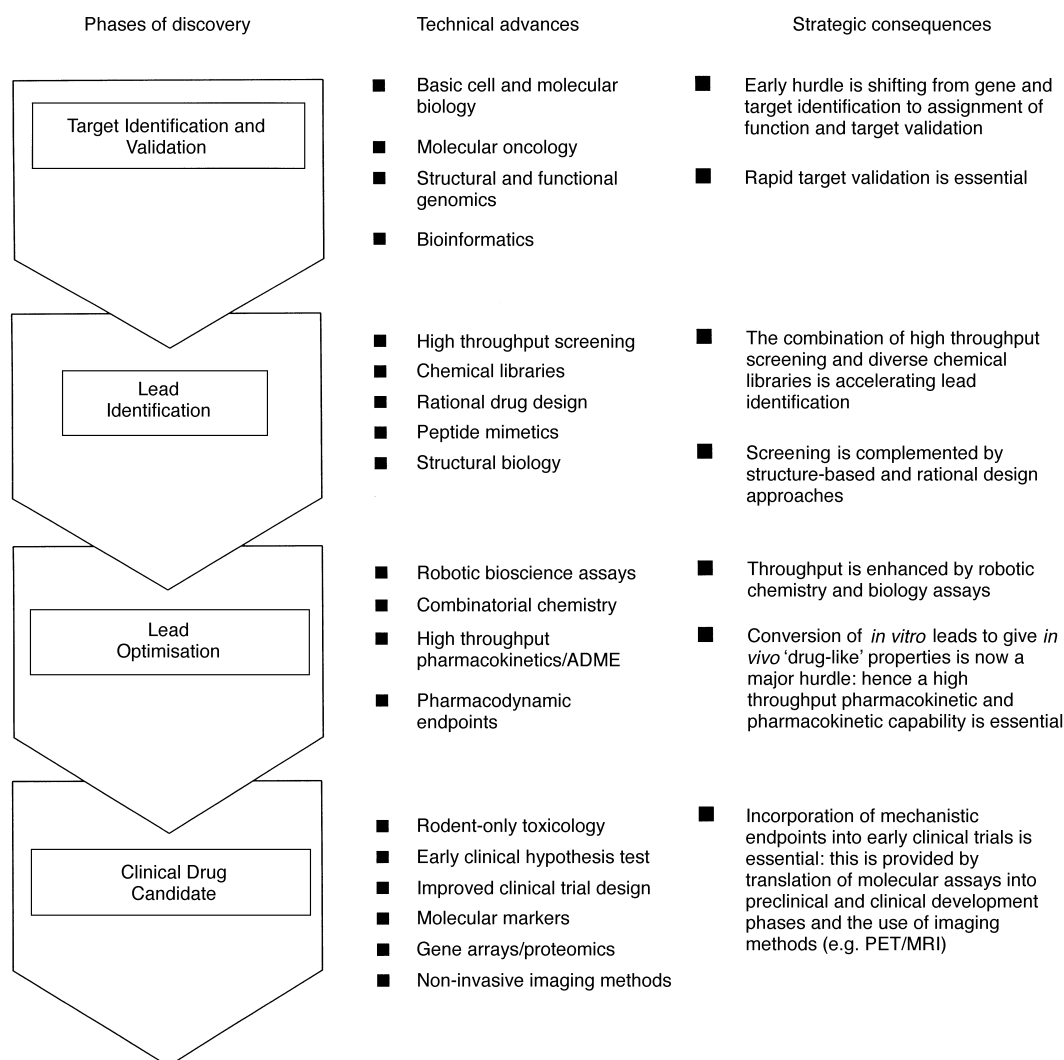 Phases of discovery
Technical advances
Strategic consequences
Target Identification and
Validation
■ Basic cell and molecular
biology
■ Molecular oncology
■ Structural and functional
genomics
■ Bioinformatics
■ Early hurdle is shifting from gene and
target identification to assignment of
function and target validation
■ Rapid target validation is essential
Lead
Identification
■ High throughput screening
■ Chemical libraries
■ Rational drug design
■ Peptide mimetics
■ Structural biology
■ The combination of high throughput
screening and diverse chemical
libraries is accelerating lead
identification
■ Screening is complemented by
structure-based and rational design
approaches
Lead
Optimisation
■ Robotic bioscience assays
■ Combinatorial chemistry
■ High throughput
pharmacokinetics/ADME
■ Pharmacodynamic
endpoints
■ Throughput is enhanced by robotic
chemistry and biology assays
■ Conversion of in vitro leads to give in
vivo ‘drug-like’ properties is now a
major hurdle: hence a high
throughput pharmacokinetic and
pharmacokinetic capability is essential
Clinical Drug
Candidate
■ Rodent-only toxicology
■ Early clinical hypothesis test
■ Improved clinical trial design
■ Molecular markers
■ Gene arrays/proteomics
■ Non-invasive imaging methods
■ Incorporation of mechanistic
endpoints into early clinical trials is
essential: this is provided by
translation of molecular assays into
preclinical and clinical development
phases and the use of imaging
methods (e.g. PET/MRI)